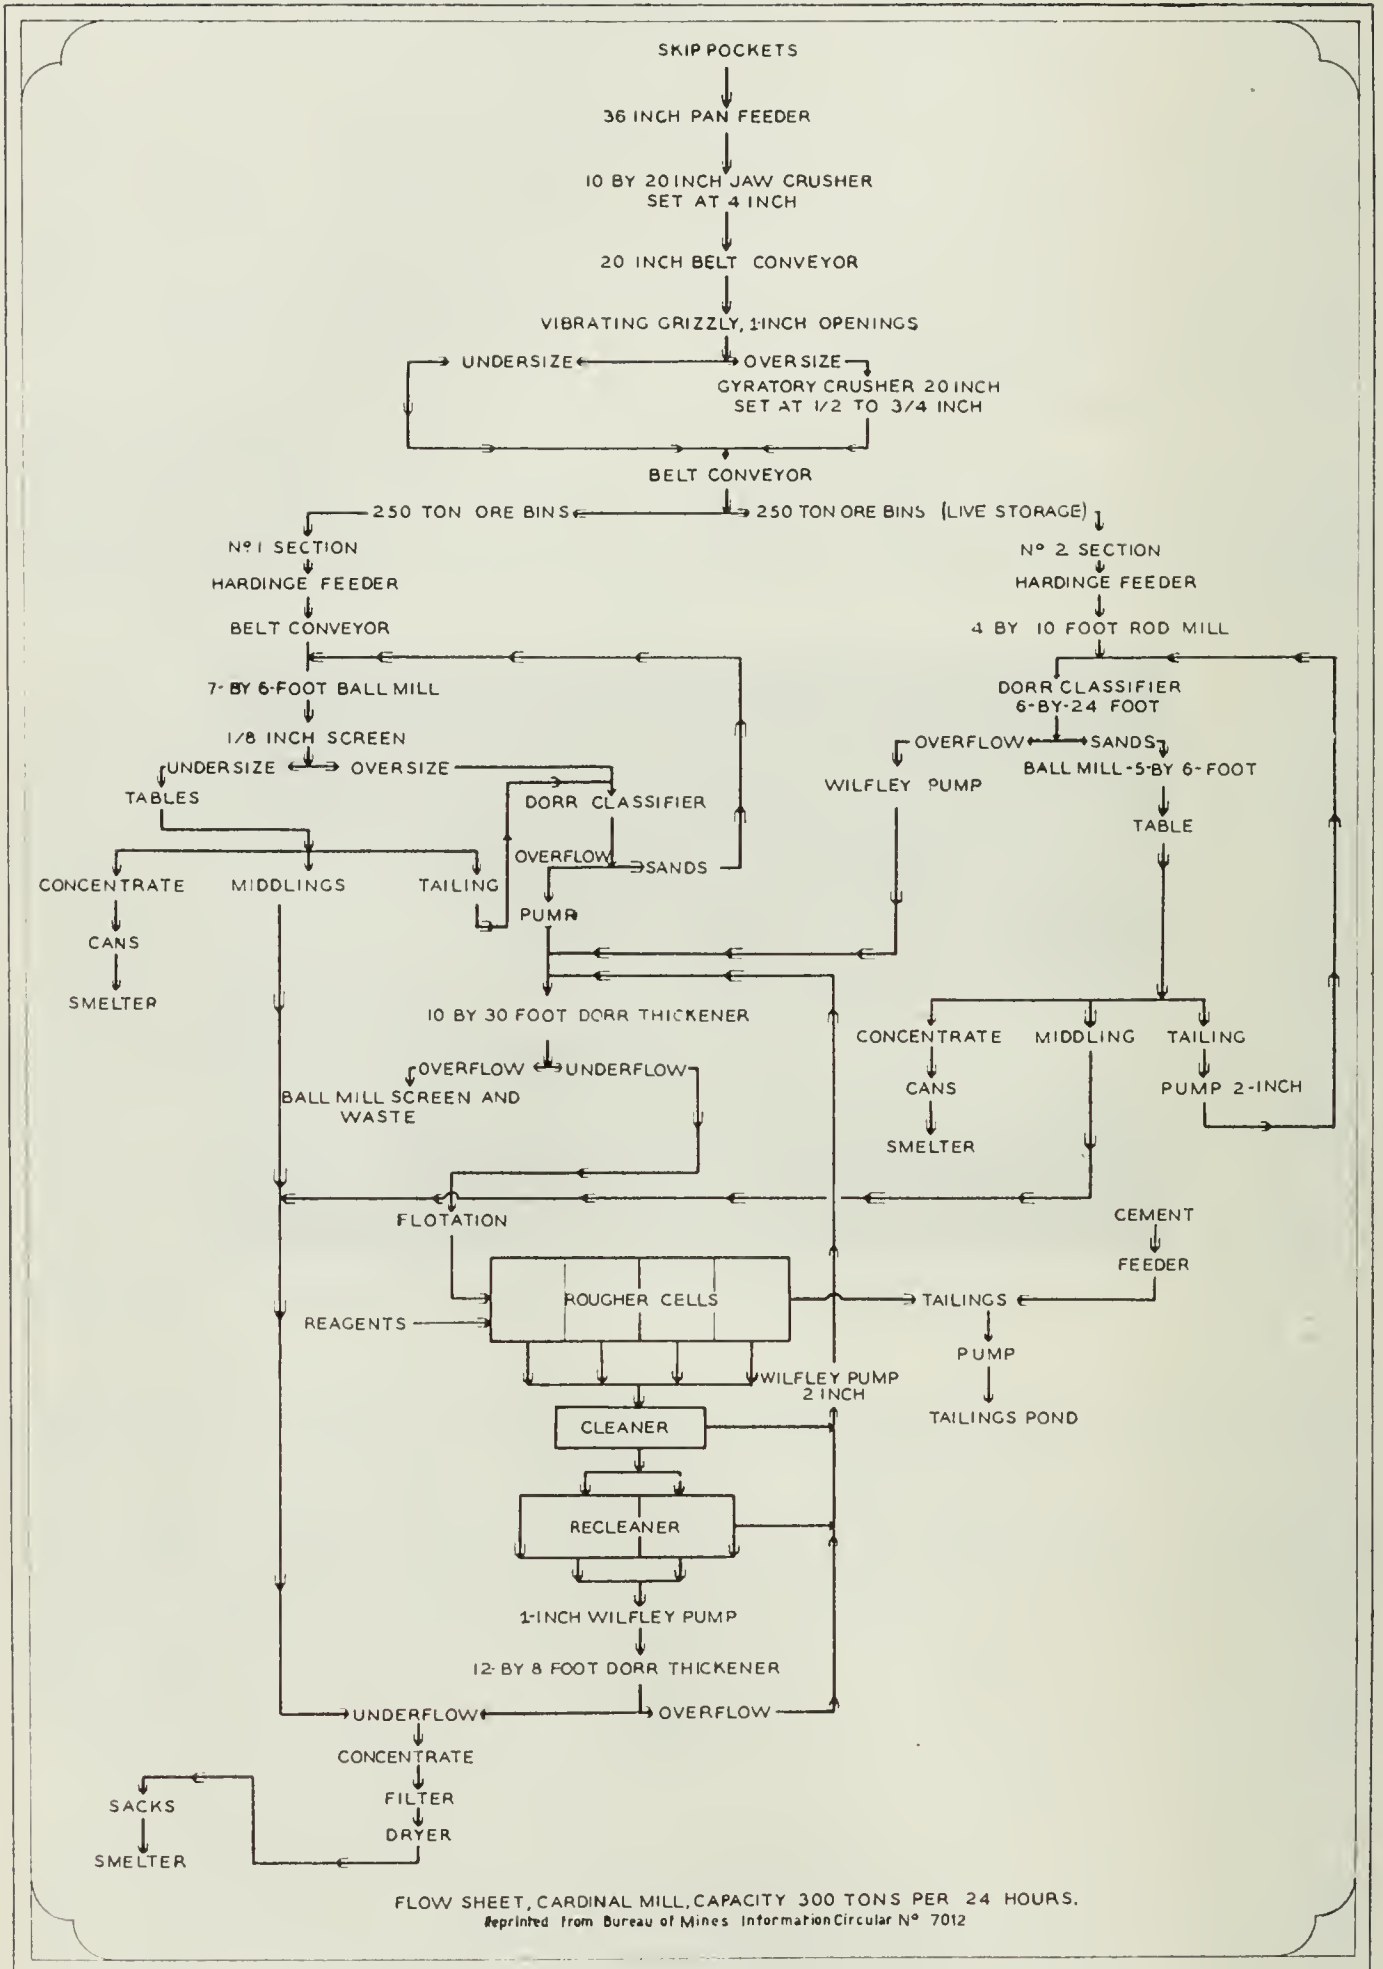 SKIP POCKETS
36 INCH PAN FEEDER
10 BY 20 INCH JAW CRUSHER
SET AT 4 INCH
20 INCH BELT CONVEYOR
VIBRATING GRIZZLY, 1-INCH OPENINGS
UNDERSIZE
OVERSIZE
GYRATORY CRUSHER 20 INCH
SET AT 1/2 TO 3/4 INCH
BELT CONVEYOR
250 TON ORE BINS
250 TON ORE BINS (LIVE STORAGE)
Nº 1 SECTION
HARDINGE FEEDER
BELT CONVEYOR
7- BY 6-FOOT BALL MILL
1/8 INCH SCREEN
UNDERSIZE
OVERSIZE
TABLES
DORR CLASSIFIER
OVERFLOW
SANDS
CONCENTRATE
MIDDLINGS
TAILING
PUMP
CANS
SMELTER
Nº 2 SECTION
HARDINGE FEEDER
4 BY 10 FOOT ROD MILL
DORR CLASSIFIER
6-BY-24 FOOT
OVERFLOW
SANDS
WILFLEY PUMP
BALL MILL-5-BY 6-FOOT
TABLE
CONCENTRATE
MIDDLING
TAILING
CANS
PUMP 2-INCH
SMELTER
10 BY 30 FOOT DORR THICKENER
OVERFLOW
UNDERFLOW
BALL MILL SCREEN AND
WASTE
FLOTATION
CEMENT
FEEDER
ROUGHER CELLS
TAILINGS
REAGENTS
PUMP
WILFLEY PUMP
2 INCH
TAILINGS POND
CLEANER
RECLEANER
1-INCH WILFLEY PUMP
12- BY 8 FOOT DORR THICKENER
UNDERFLOW
OVERFLOW
CONCENTRATE
FILTER
DRYER
SACKS
SMELTER
FLOW SHEET, CARDINAL MILL, CAPACITY 300 TONS PER 24 HOURS.
Reprinted from Bureau of Mines Information Circular Nº 7012